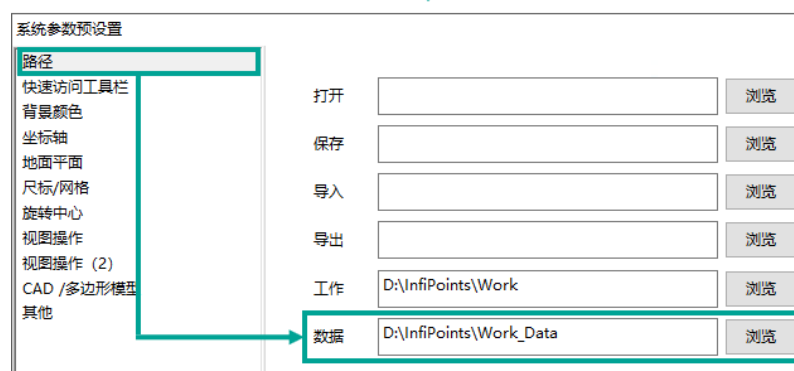 系统参数预设置
路径
快速访问工具栏
背景颜色
坐标轴
地面平面
尺标/网格
旋转中心
视图操作
视图操作（2）
CAD /多边形模型
其他
打开 浏览
保存 浏览
导入 浏览
导出 浏览
工作 D:\InfiPoints\Work 浏览
数据 D:\InfiPoints\Work_Data 浏览